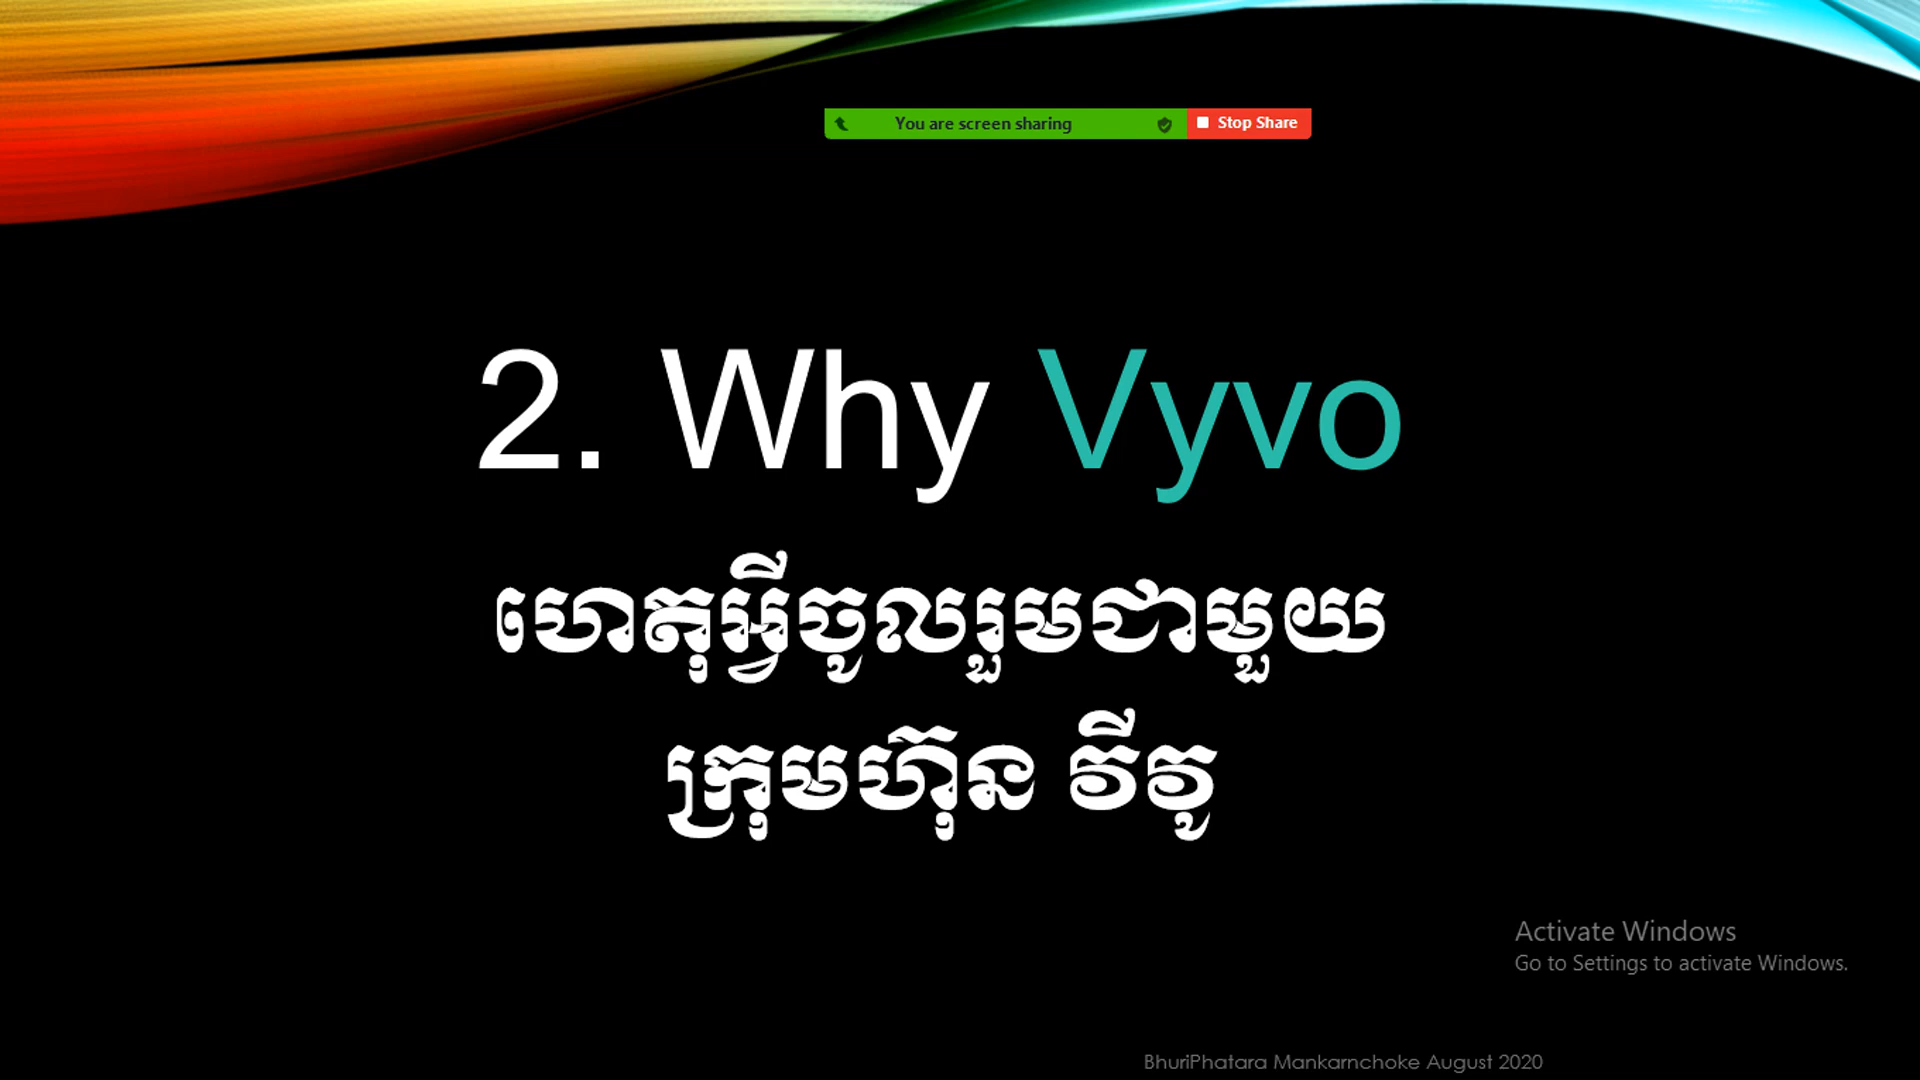 You are screen sharing
Stop Share
2. Why Vyvo
ហេតុអ្វីចូលរួមជាមួយ
ក្រុមហ៊ុន វីវូ
Activate Windows
Go to Settings to activate Windows.
BhuriPhatara Mankarnchoke August 2020